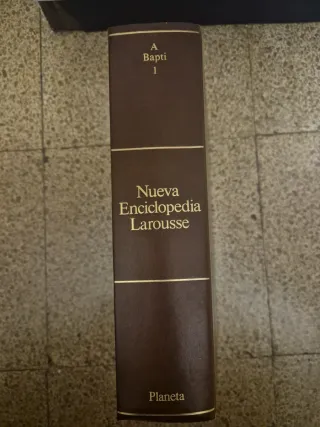 A
Bapti
1
Nueva
Enciclopedia
Larousse
Planeta